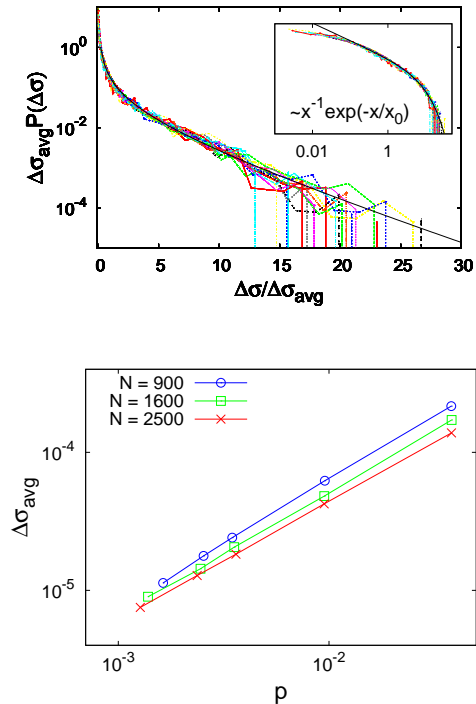 10^0
10^-2
10^-4
Δσ_avg P(Δσ)
~x^-1 exp(-x/x_0)
0.01 1
0 5 10 15 20 25 30
Δσ/Δσ_avg
N = 900
N = 1600
N = 2500
10^-4
10^-5
Δσ_avg
10^-3 10^-2
p